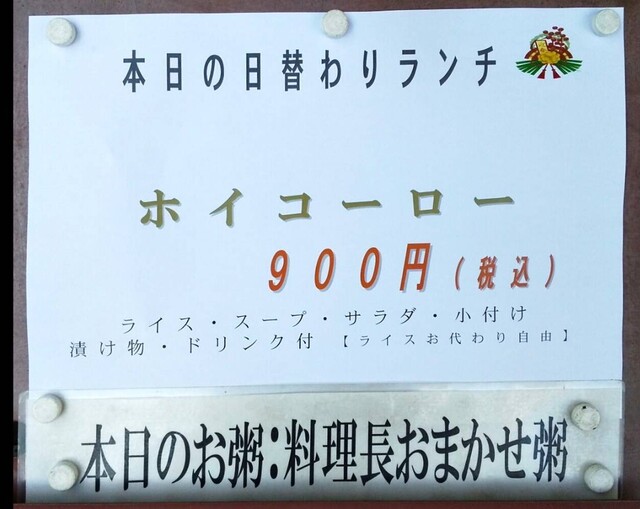 本日の日替わりランチ
ホイコーロー
900円(税込)
ライス・スープ・サラダ・小付け
漬け物・ドリンク付【ライスお代わり自由】
本日のお粥:料理長おまかせ粥